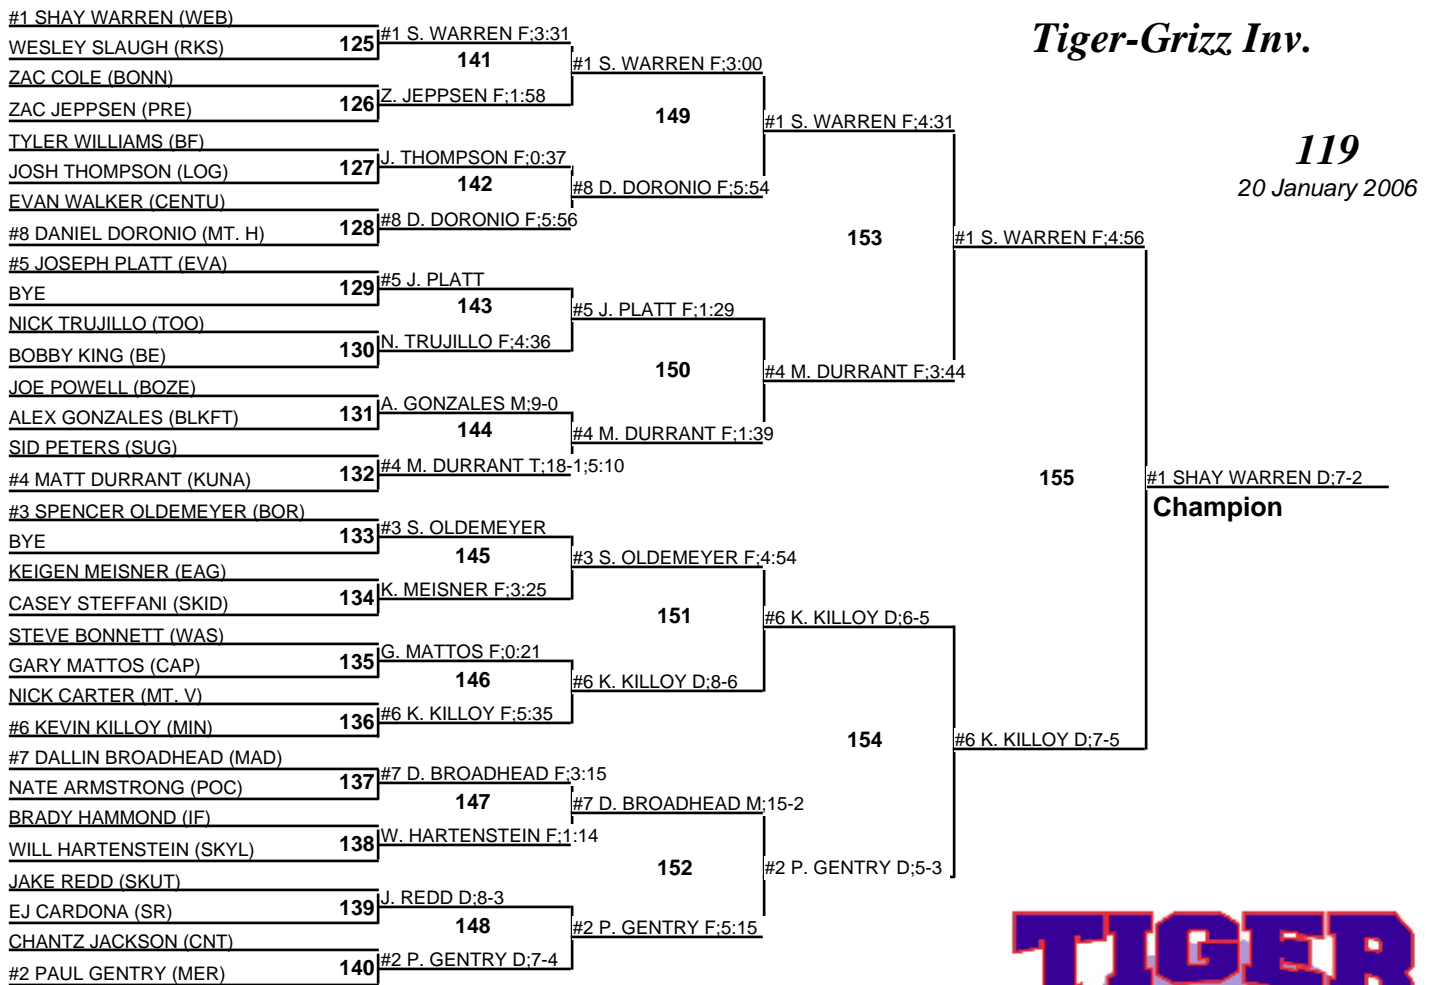 Tiger-Grizz Inv.
119
20 January 2006
#1 SHAY WARREN (WEB)
WESLEY SLAUGH (RKS)
ZAC COLE (BONN)
ZAC JEPPSEN (PRE)
TYLER WILLIAMS (BF)
JOSH THOMPSON (LOG)
EVAN WALKER (CENTU)
#8 DANIEL DORONIO (MT. H)
#5 JOSEPH PLATT (EVA)
BYE
NICK TRUJILLO (TOO)
BOBBY KING (BE)
JOE POWELL (BOZE)
ALEX GONZALES (BLKFT)
SID PETERS (SUG)
#4 MATT DURRANT (KUNA)
#3 SPENCER OLDEMEYER (BOR)
BYE
KEIGEN MEISNER (EAG)
CASEY STEFFANI (SKID)
STEVE BONNETT (WAS)
GARY MATTOS (CAP)
NICK CARTER (MT. V)
#6 KEVIN KILLOY (MIN)
#7 DALLIN BROADHEAD (MAD)
NATE ARMSTRONG (POC)
BRADY HAMMOND (IF)
WILL HARTENSTEIN (SKYL)
JAKE REDD (SKUT)
EJ CARDONA (SR)
CHANTZ JACKSON (CNT)
#2 PAUL GENTRY (MER)
125
126
127
128
129
130
131
132
133
134
135
136
137
138
139
140
#1 S. WARREN F;3:31
Z. JEPPSEN F;1:58
J. THOMPSON F;0:37
#8 D. DORONIO F;5:56
#5 J. PLATT
N. TRUJILLO F;4:36
A. GONZALES M;9-0
#4 M. DURRANT T;18-1;5:10
#3 S. OLDEMEYER
K. MEISNER F;3:25
G. MATTOS F;0:21
#6 K. KILLOY F;5:35
#7 D. BROADHEAD F;3:15
W. HARTENSTEIN F;1:14
J. REDD D;8-3
#2 P. GENTRY D;7-4
141
142
143
144
145
146
147
148
#1 S. WARREN F;3:00
#8 D. DORONIO F;5:54
#5 J. PLATT F;1:29
#4 M. DURRANT F;1:39
#3 S. OLDEMEYER F;4:54
#6 K. KILLOY D;8-6
#7 D. BROADHEAD M;15-2
#2 P. GENTRY F;5:15
149
150
151
152
#1 S. WARREN F;4:31
#4 M. DURRANT F;3:44
#6 K. KILLOY D;6-5
#2 P. GENTRY D;5-3
153
154
#1 S. WARREN F;4:56
#6 K. KILLOY D;7-5
155
#1 SHAY WARREN D;7-2
Champion
TIGER